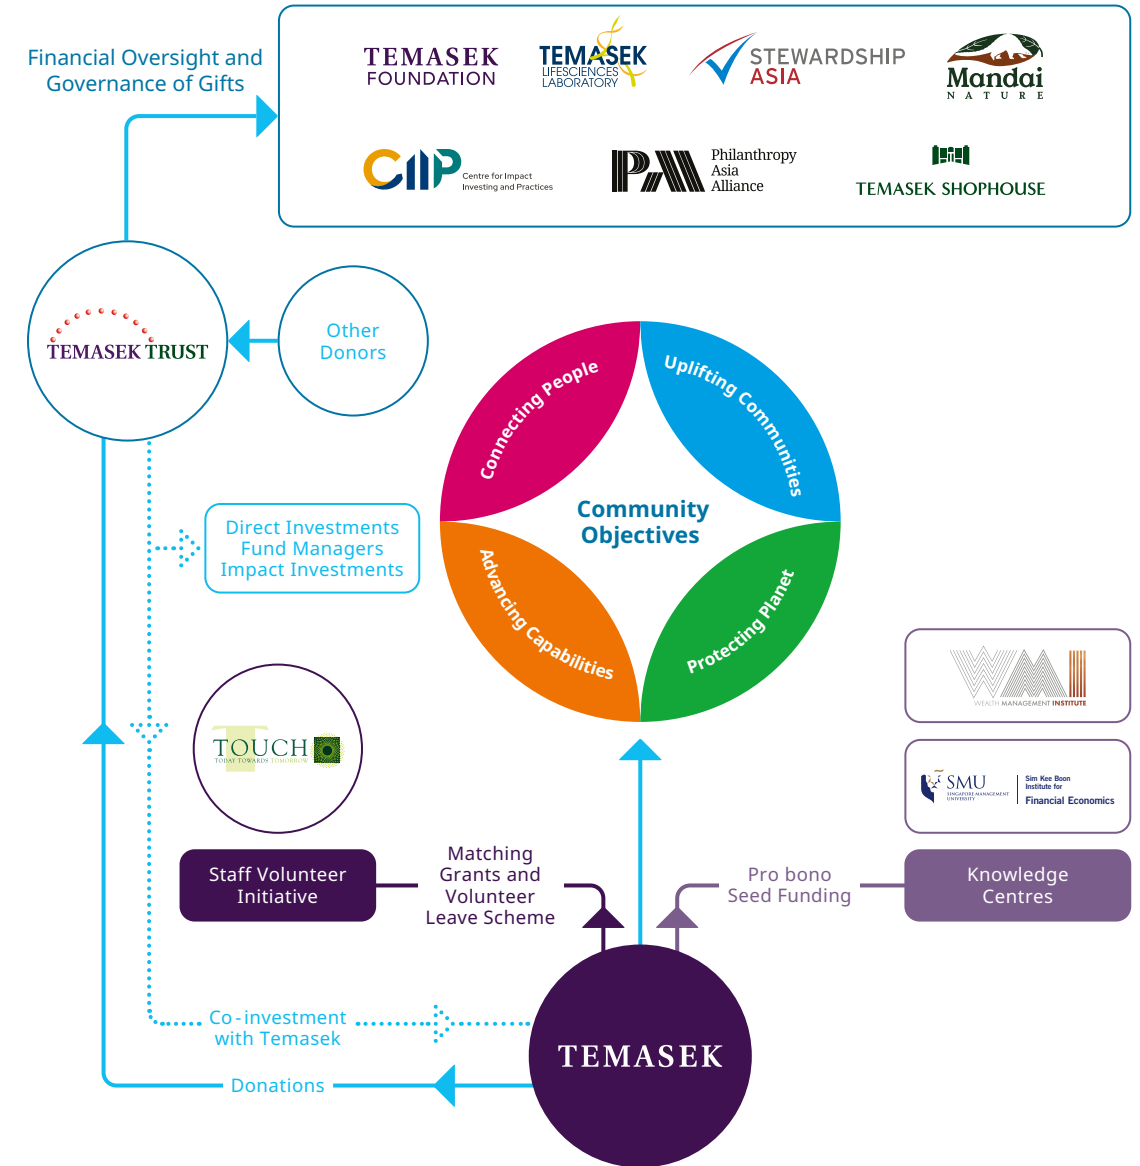 Financial Oversight and
Governance of Gifts
TEMASEK
FOUNDATION
TEMASEK
LIFESCIENCES
LABORATORY
STEWARDSHIP
ASIA
Mandai
NATURE
CIIP
Centre for Impact
Investing and Practices
PAA
Philanthropy
Asia
Alliance
TEMASEK SHOPHOUSE
TEMASEK TRUST
Other
Donors
Connecting People
Uplifting Communities
Community
Objectives
Advancing Capabilities
Protecting Planet
Direct Investments
Fund Managers
Impact Investments
WMI
WEALTH MANAGEMENT INSTITUTE
T
TOUCH
TODAY TOWARDS TOMORROW
SMU
SINGAPORE MANAGEMENT
UNIVERSITY
Sim Kee Boon
Institute for
Financial Economics
Staff Volunteer
Initiative
Matching
Grants and
Volunteer
Leave Scheme
Pro bono
Seed Funding
Knowledge
Centres
Co-investment
with Temasek
TEMASEK
Donations